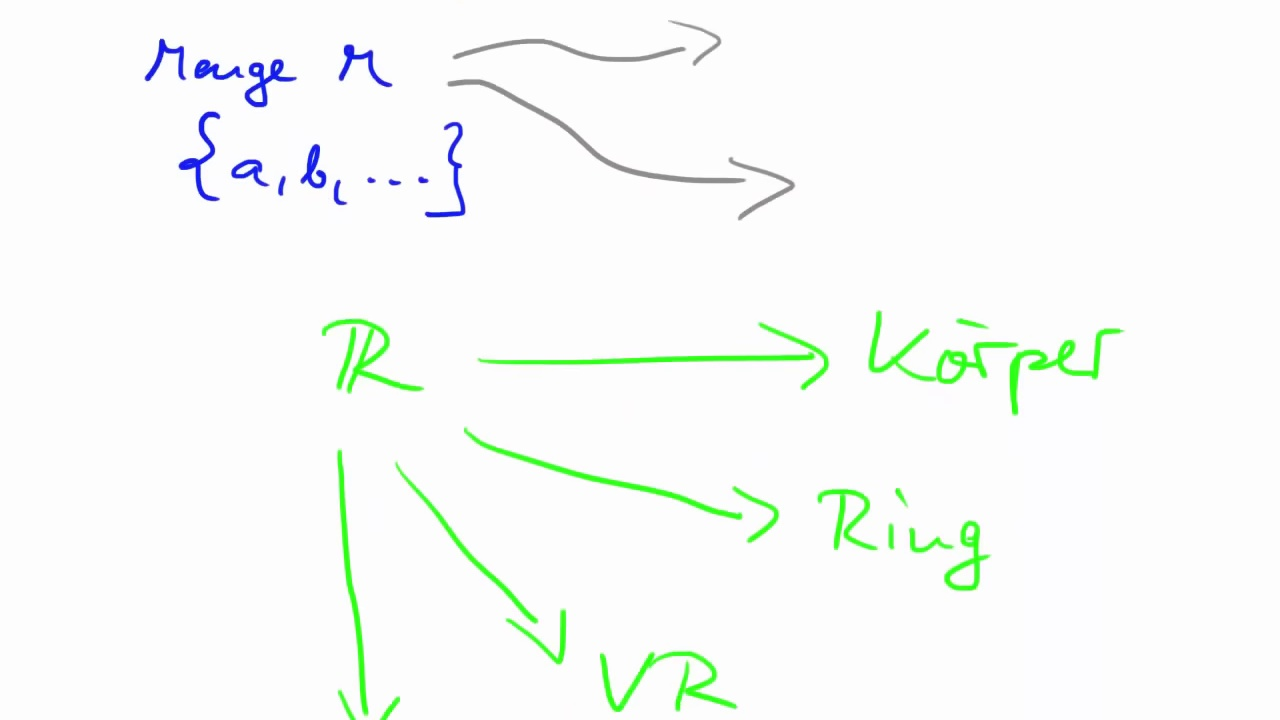 Menge M
{a, b, ...}
ℝ
Körper
Ring
VR